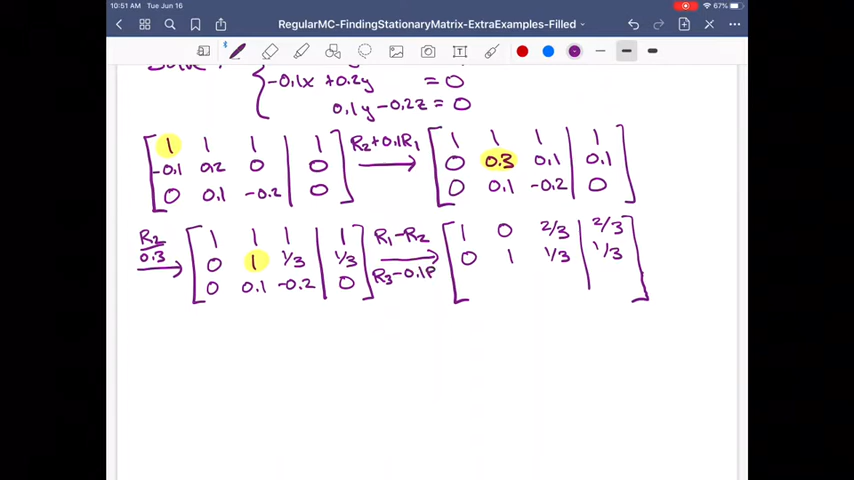 10:51 AM Tue Jun 16
67%
RegularMC-FindingStationaryMatrix-ExtraExamples-Filled
-0.1x + 0.2y = 0
0.1y - 0.2z = 0
1 1 1 | 1
-0.1 0.2 0 | 0
0 0.1 -0.2 | 0
R2+0.1R1
1 1 1 | 1
0 0.3 0.1 | 0.1
0 0.1 -0.2 | 0
R2
0.3
1 1 1 | 1
0 1 1/3 | 1/3
0 0.1 -0.2 | 0
R1-R2
R3-0.1P
1 0 2/3 | 2/3
0 1 1/3 | 1/3